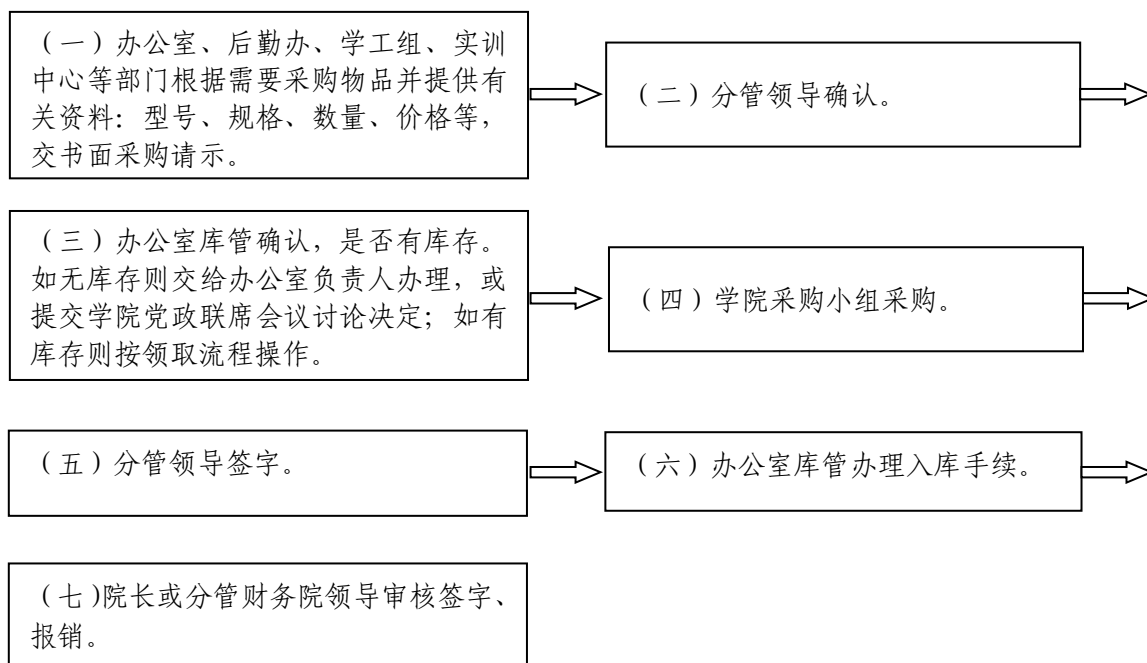 （一）办公室、后勤办、学工组、实训
中心等部门根据需要采购物品并提供有
关资料：型号、规格、数量、价格等，
交书面采购请示。
（二）分管领导确认。
（三）办公室库管确认，是否有库存。
如无库存则交给办公室负责人办理，或
提交学院党政联席会议讨论决定；如有
库存则按领取流程操作。
（四）学院采购小组采购。
（五）分管领导签字。
（六）办公室库管办理入库手续。
（七）院长或分管财务院领导审核签字、
报销。